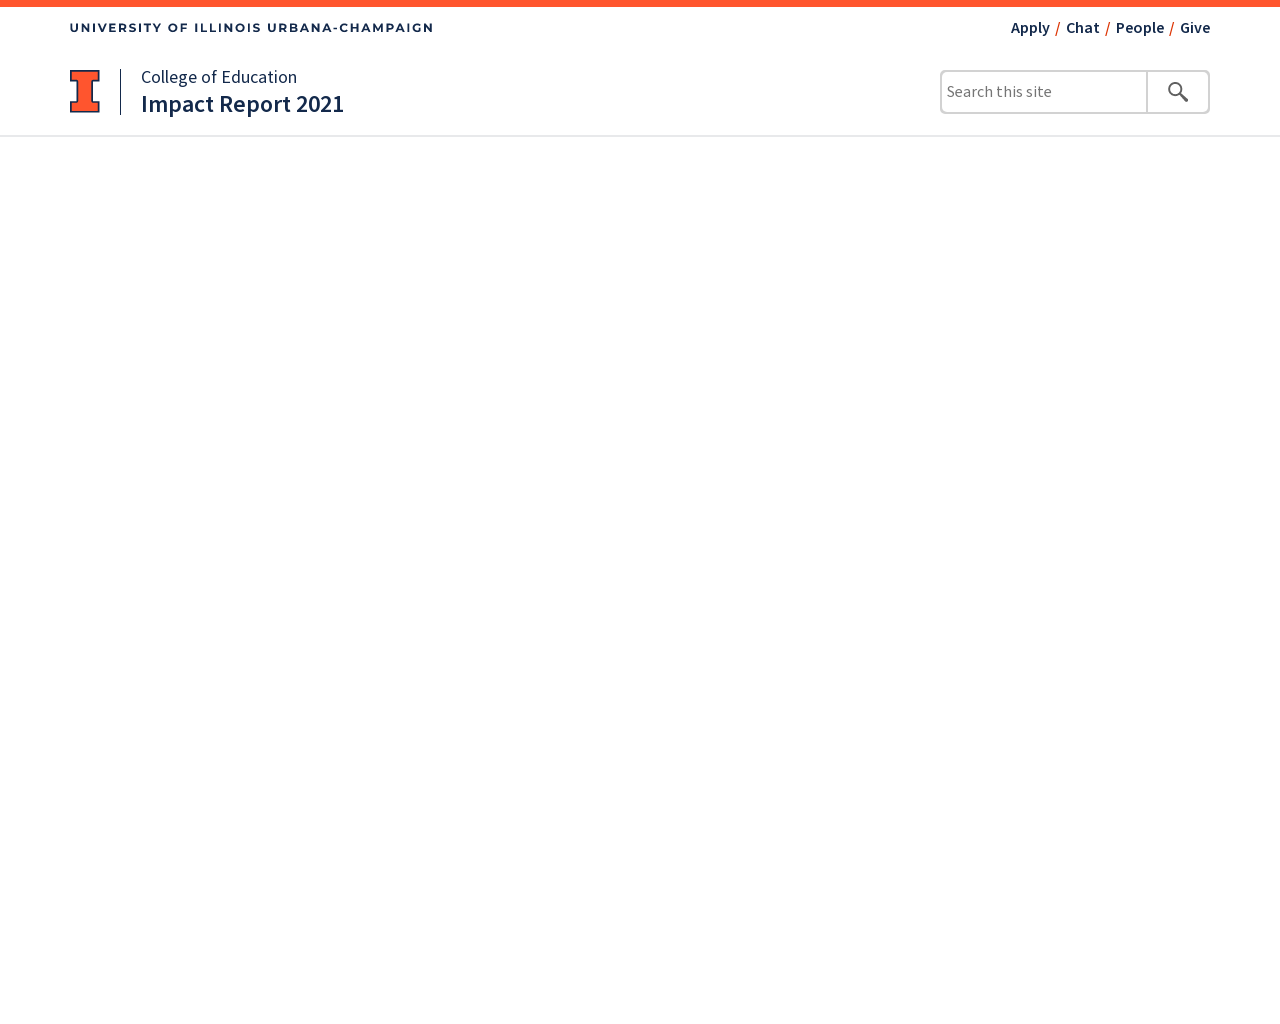 UNIVERSITY OF ILLINOIS URBANA-CHAMPAIGN
Apply / Chat / People / Give
College of Education
Impact Report 2021
Search this site